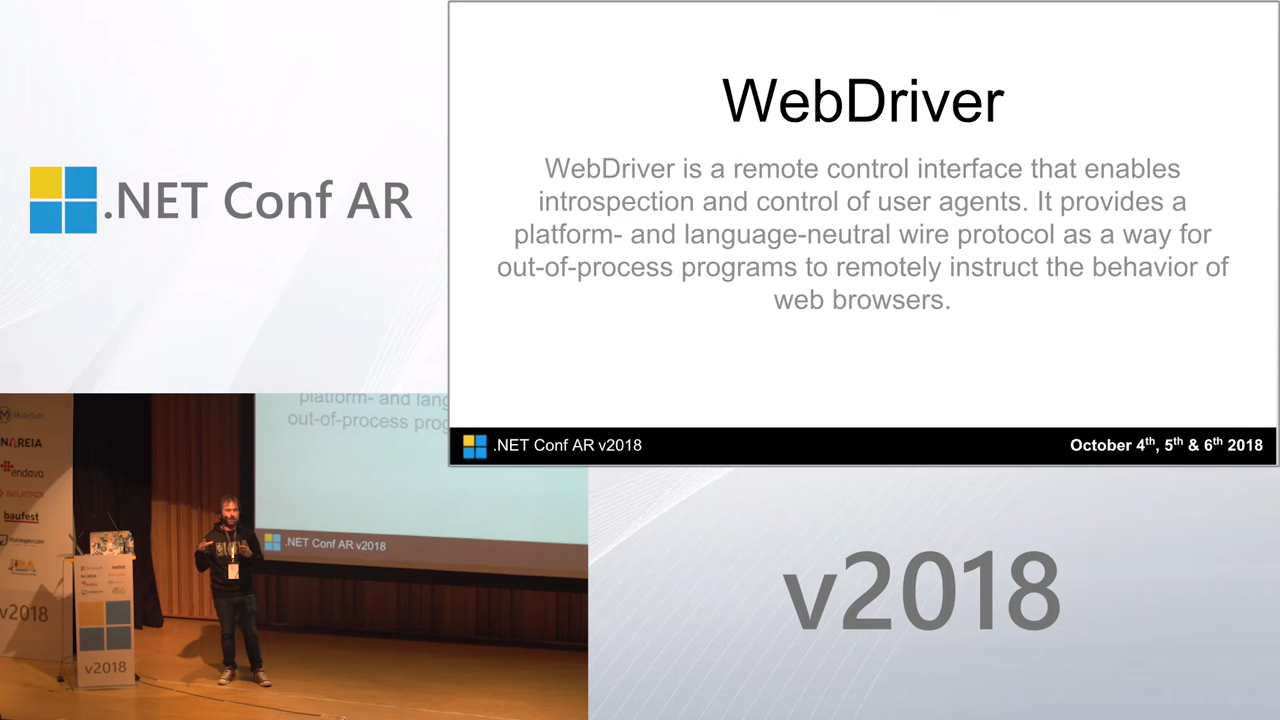 WebDriver
WebDriver is a remote control interface that enables
introspection and control of user agents. It provides a
platform- and language-neutral wire protocol as a way for
out-of-process programs to remotely instruct the behavior of
web browsers.
.NET Conf AR v2018
October 4th, 5th & 6th 2018
.NET Conf AR
platform- and lang
out-of-process prog
.NET Conf AR v2018
MuleSoft
NAREIA
endava
BELATRIX
baufest
v2018
v2018
v2018